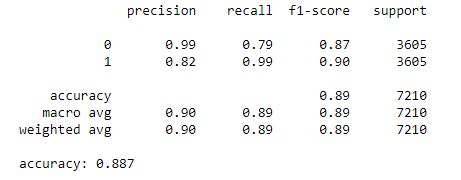 precision recall f1-score support
0 0.99 0.79 0.87 3605
1 0.82 0.99 0.90 3605
accuracy 0.89 7210
macro avg 0.90 0.89 0.89 7210
weighted avg 0.90 0.89 0.89 7210
accuracy: 0.887